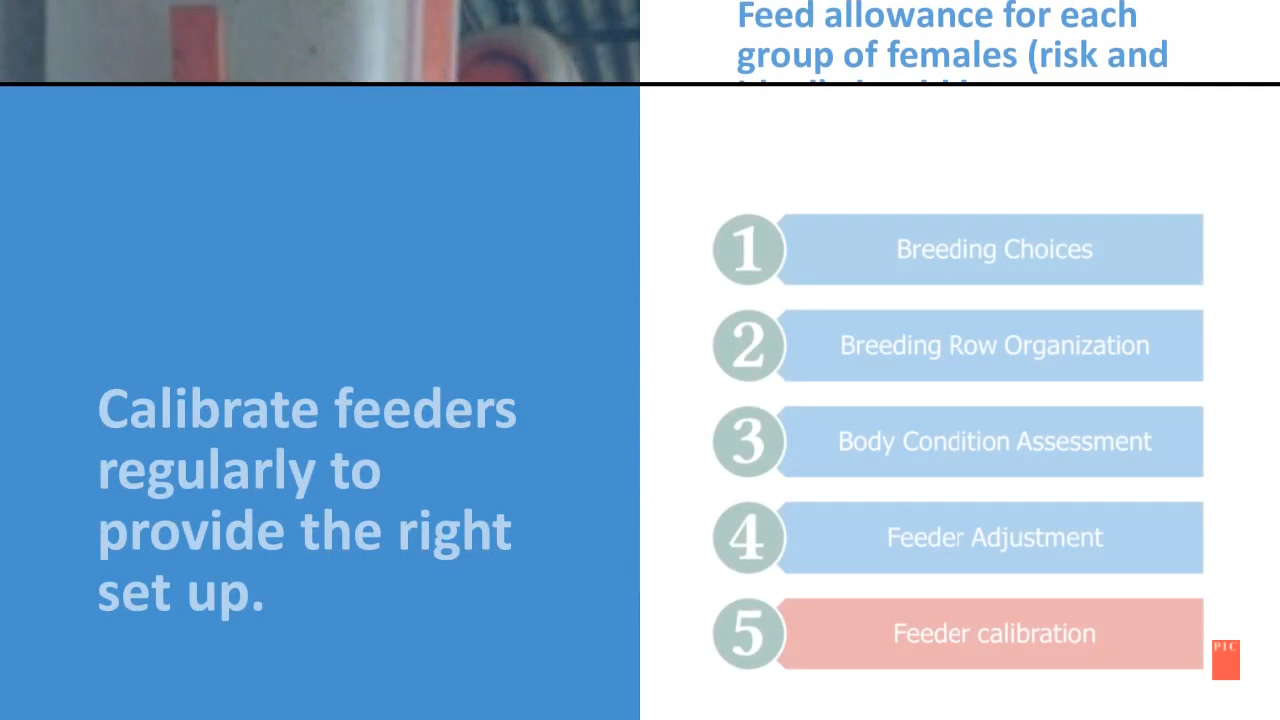 Feed allowance for each
group of females (risk and
Calibrate feeders
regularly to
provide the right
set up.
1 Breeding Choices
2 Breeding Row Organization
3 Body Condition Assessment
4 Feeder Adjustment
5 Feeder calibration
PIC